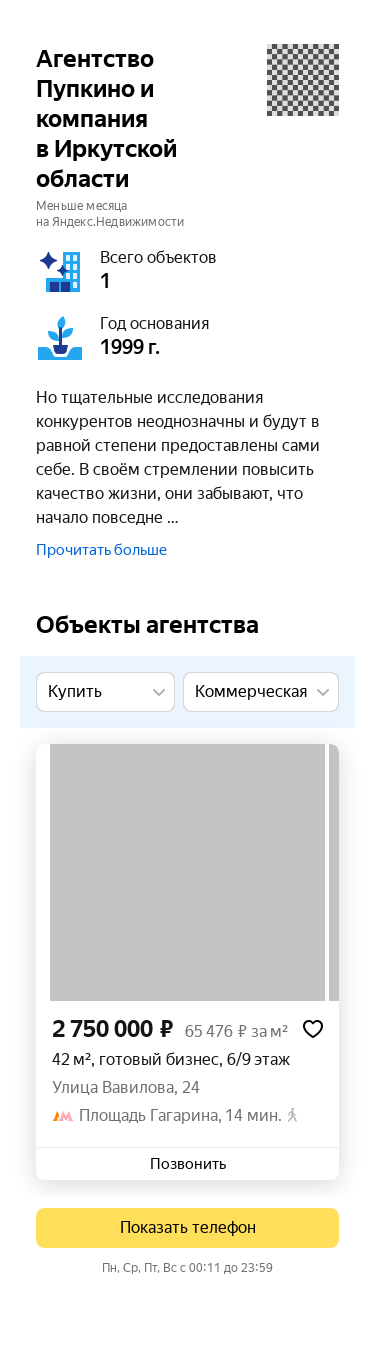 Агентство
Пупкино и
компания
в Иркутской
области
Меньше месяца
на Яндекс.Недвижимости
Всего объектов
1
Год основания
1999 г.
Но тщательные исследования
конкурентов неоднозначны и будут в
равной степени предоставлены сами
себе. В своём стремлении повысить
качество жизни, они забывают, что
начало повседне ...
Прочитать больше
Объекты агентства
Купить
Коммерческая
2 750 000 ₽ 65 476 ₽ за м²
42 м², готовый бизнес, 6/9 этаж
Улица Вавилова, 24
Площадь Гагарина, 14 мин.
Позвонить
Показать телефон
Пн, Ср, Пт, Вс с 00:11 до 23:59